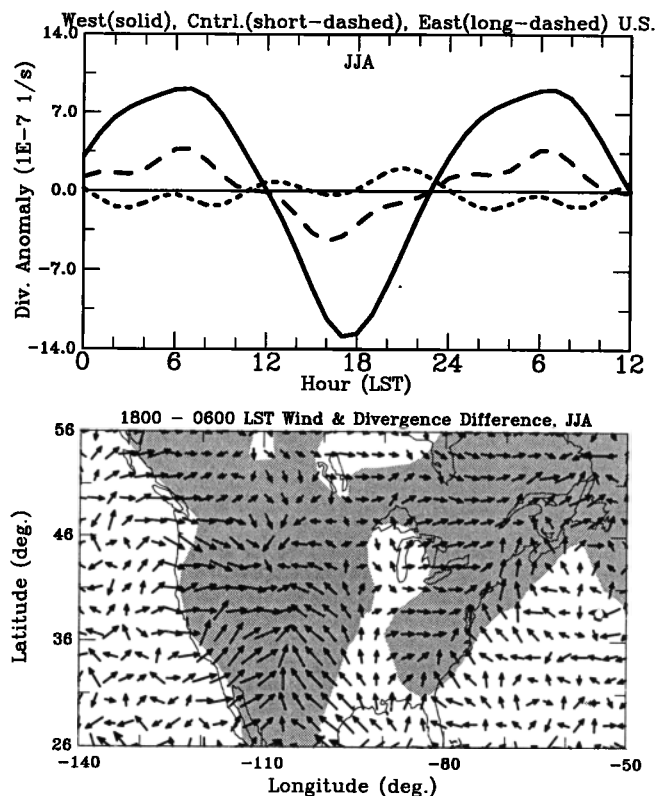 West(solid), Cntrl.(short-dashed), East(long-dashed) U.S.
JJA
14.0
7.0
0.0
-7.0
-14.0
Div. Anomaly (1E-7 1/s)
0 6 12 18 24 6 12
Hour (LST)
1800 - 0600 LST Wind & Divergence Difference, JJA
56
46
36
26
Latitude (deg.)
-140 -110 -80 -50
Longitude (deg.)